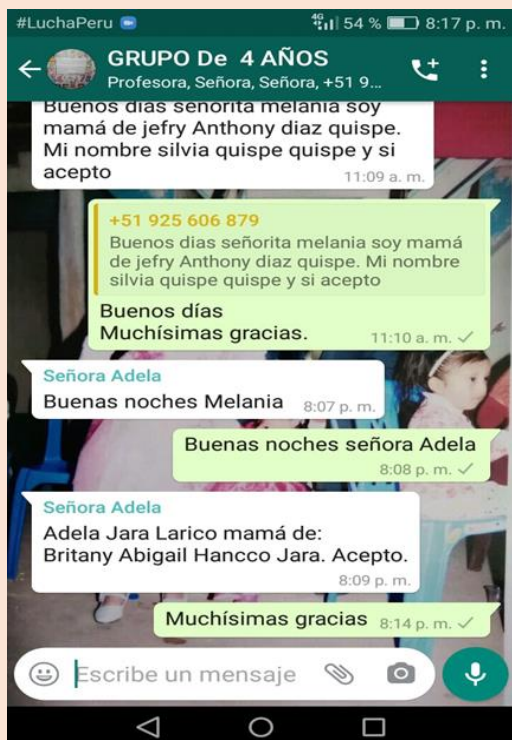 #LuchaPeru 4G 54 % 8:17 p. m.
GRUPO De 4 AÑOS
Profesora, Señora, Señora, +51 9...
Buenos dias señorita melania soy
mamá de jefry Anthony diaz quispe.
Mi nombre silvia quispe quispe y si
acepto
11:09 a. m.
+51 925 606 879
Buenos dias señorita melania soy mamá
de jefry Anthony diaz quispe. Mi nombre
silvia quispe quispe y si acepto
Buenos días
Muchísimas gracias.
11:10 a. m.
Señora Adela
Buenas noches Melania
8:07 p. m.
Buenas noches señora Adela
8:08 p. m.
Señora Adela
Adela Jara Larico mamá de:
Britany Abigail Hancco Jara. Acepto.
8:09 p. m.
Muchísimas gracias
8:14 p. m.
Escribe un mensaje